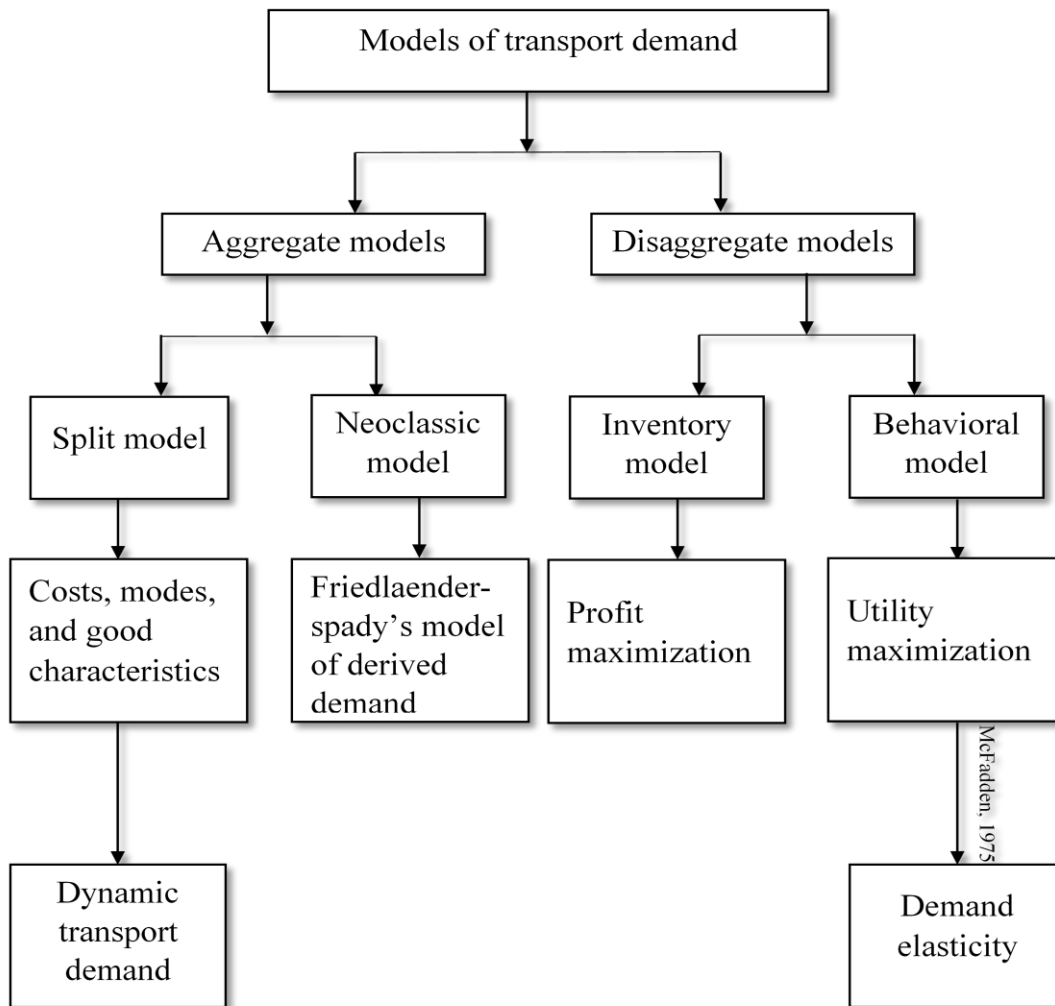 Models of transport demand
Aggregate models
Disaggregate models
Split model
Neoclassic
model
Inventory
model
Behavioral
model
Costs, modes,
and good
characteristics
Friedlaender-
spady’s model
of derived
demand
Profit
maximization
Utility
maximization
McFadden, 1975
Dynamic
transport
demand
Demand
elasticity